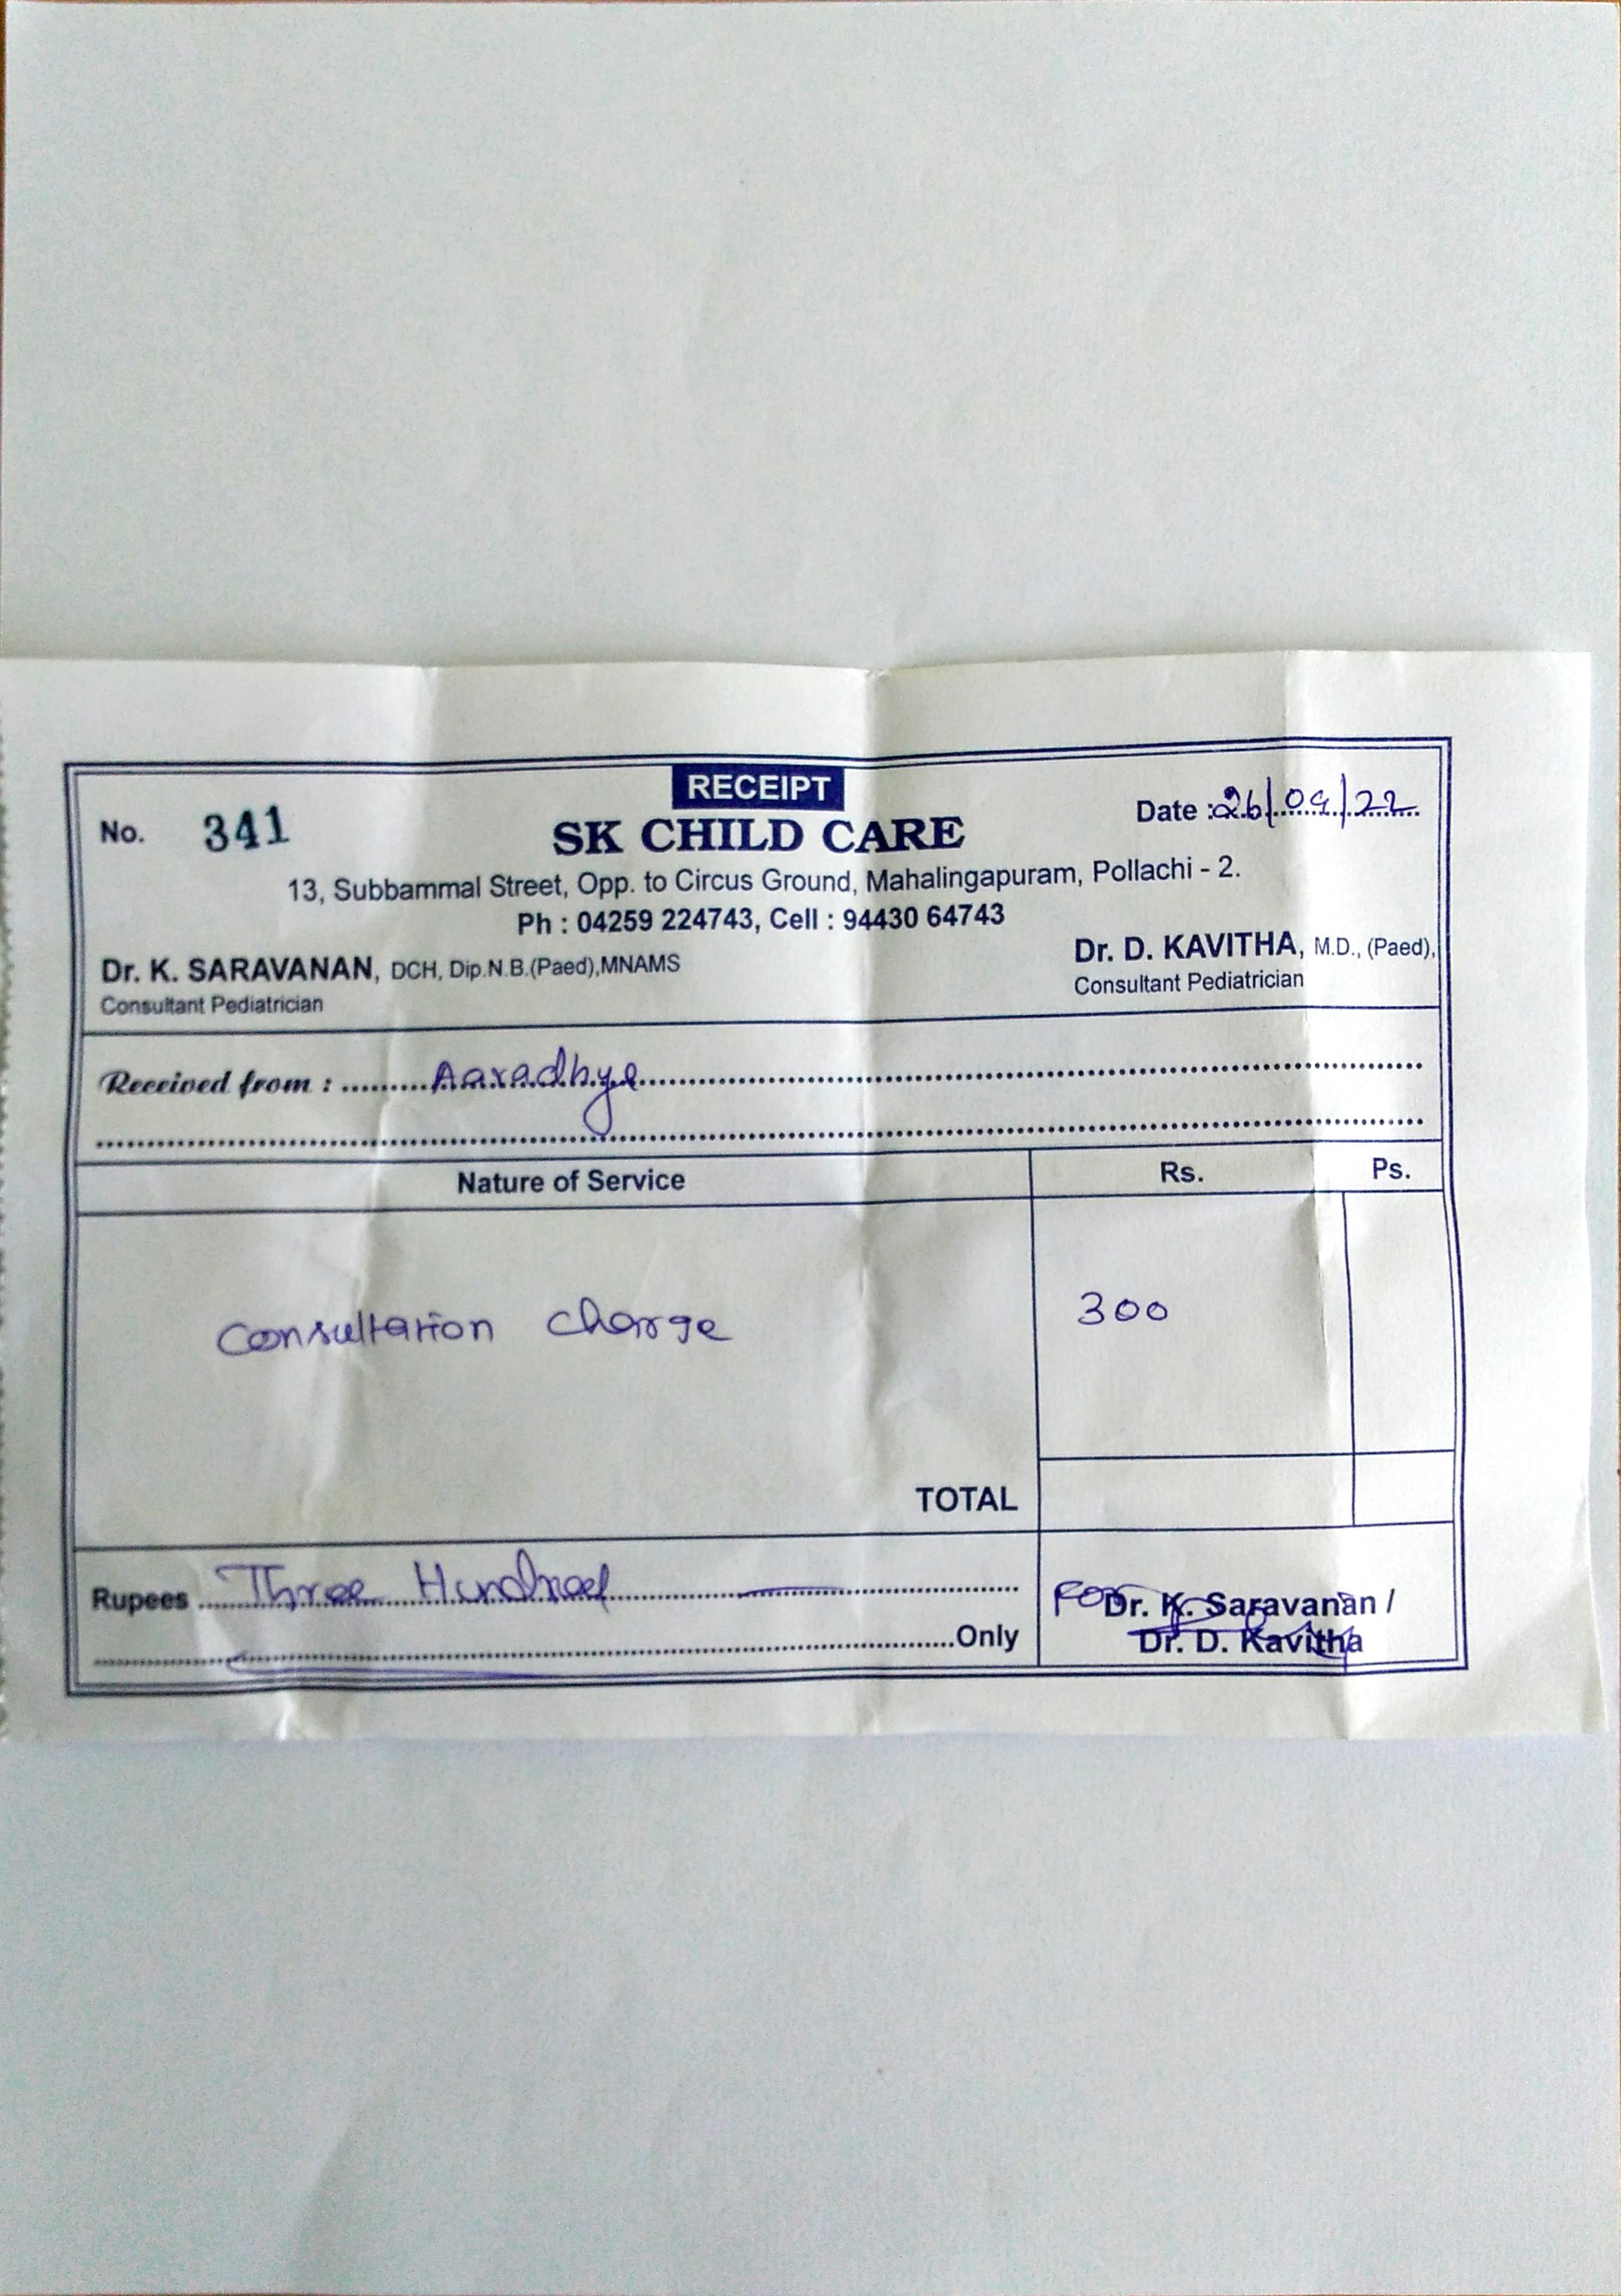 RECEIPT
No. 341
Date : 26/09/22
SK CHILD CARE
13, Subbammal Street, Opp. to Circus Ground, Mahalingapuram, Pollachi - 2.
Ph : 04259 224743, Cell : 94430 64743
Dr. K. SARAVANAN, DCH, Dip.N.B.(Paed),MNAMS
Consultant Pediatrician
Dr. D. KAVITHA, M.D., (Paed),
Consultant Pediatrician
Received from : Aaradhya
Nature of Service Rs. Ps.
Consultation charge 300
TOTAL
Rupees Three Hundred
Only
For Dr. K. Saravanan /
Dr. D. Kavitha